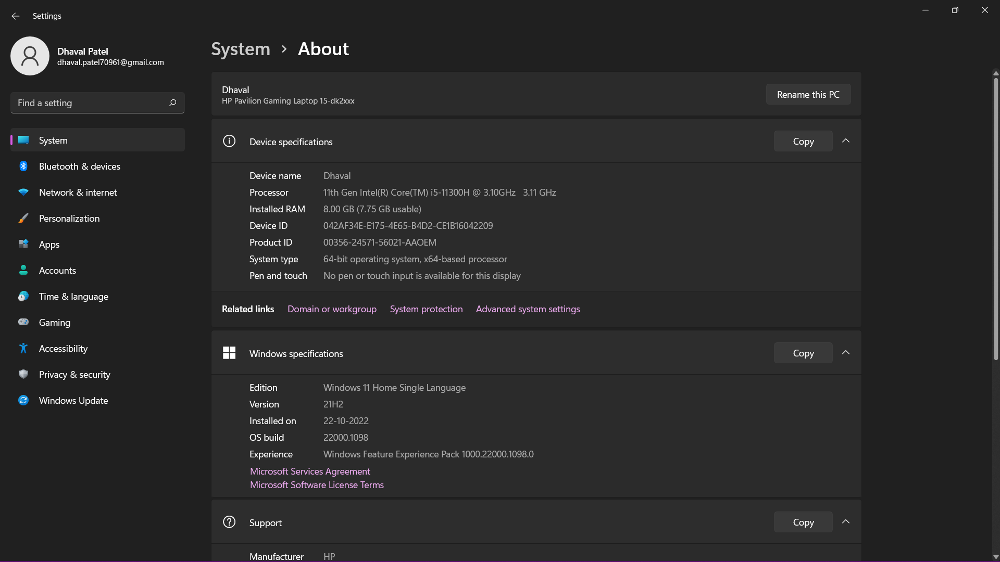 Settings
Dhaval Patel
dhaval.patel70961@gmail.com
Find a setting
System
Bluetooth & devices
Network & internet
Personalization
Apps
Accounts
Time & language
Gaming
Accessibility
Privacy & security
Windows Update
System > About
Dhaval
HP Pavilion Gaming Laptop 15-dk2xxx
Rename this PC
Device specifications
Copy
Device name Dhaval
Processor 11th Gen Intel(R) Core(TM) i5-11300H @ 3.10GHz 3.11 GHz
Installed RAM 8.00 GB (7.75 GB usable)
Device ID 042AF34E-E175-4E65-B4D2-CE1B16042209
Product ID 00356-24571-56021-AAOEM
System type 64-bit operating system, x64-based processor
Pen and touch No pen or touch input is available for this display
Related links Domain or workgroup System protection Advanced system settings
Windows specifications
Copy
Edition Windows 11 Home Single Language
Version 21H2
Installed on 22-10-2022
OS build 22000.1098
Experience Windows Feature Experience Pack 1000.22000.1098.0
Microsoft Services Agreement
Microsoft Software License Terms
Support
Copy
Manufacturer HP